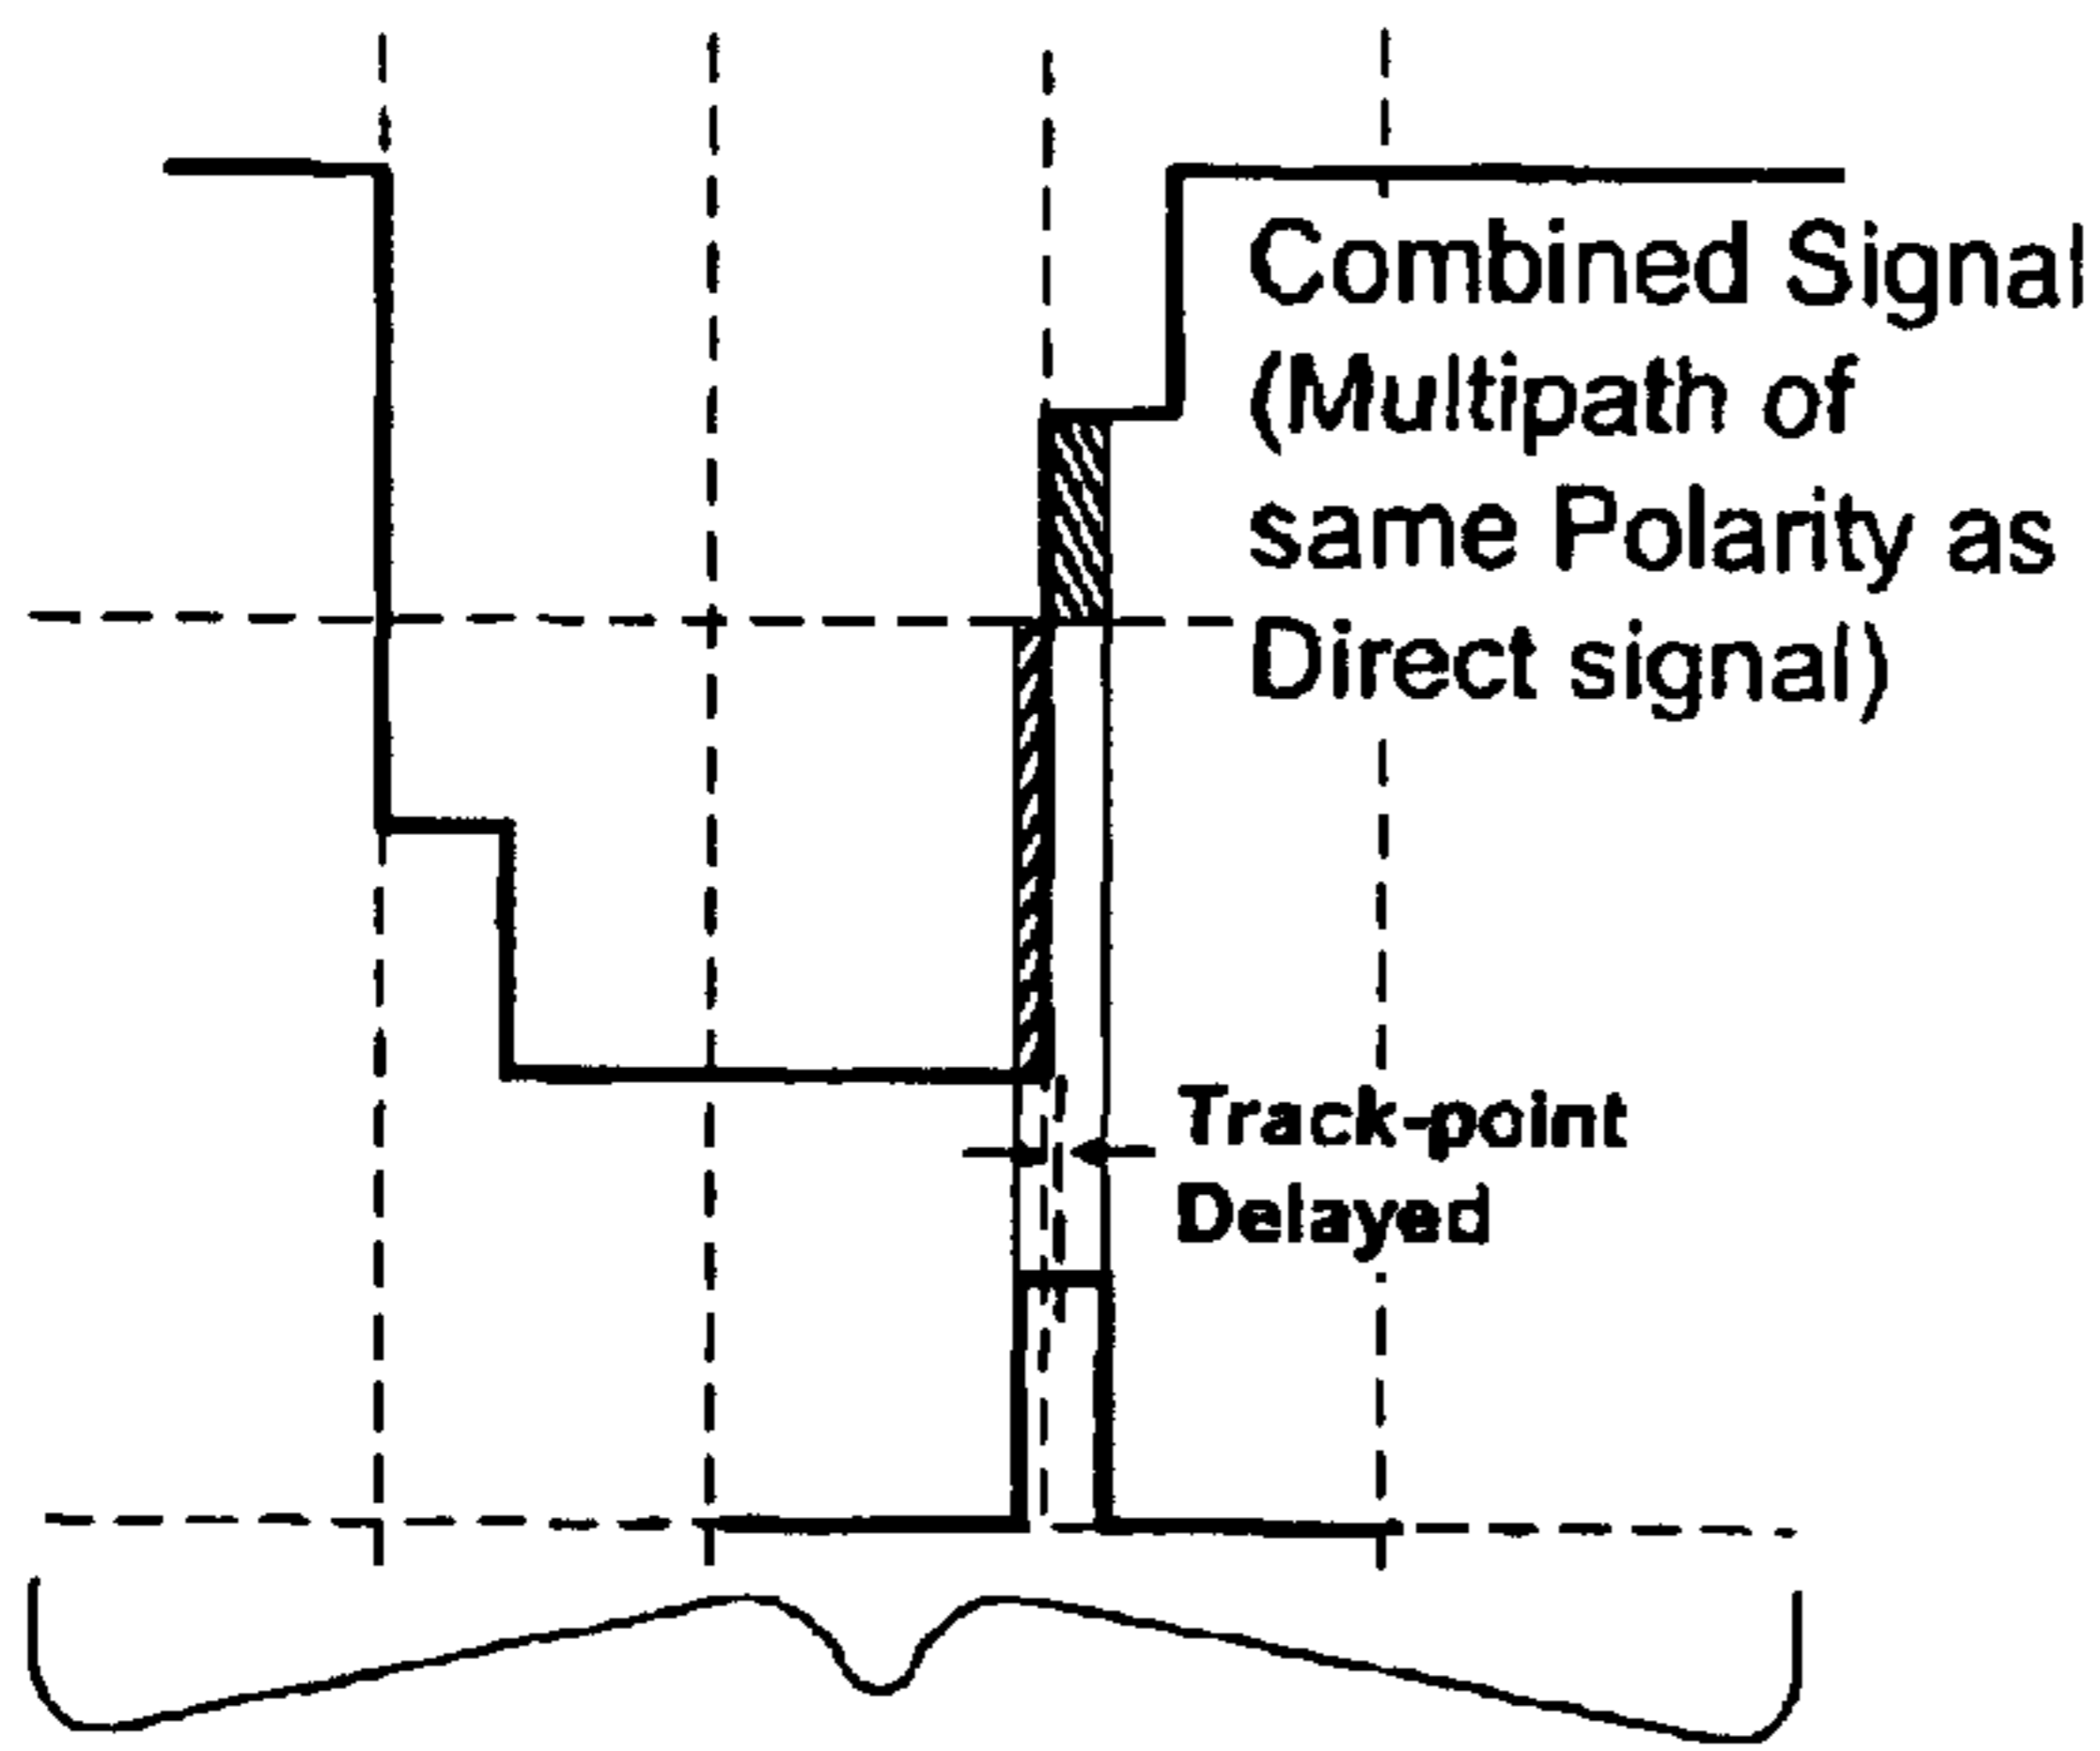 Combined Signal
(Multipath of
same Polarity as
Direct signal)
Track-point
Delayed